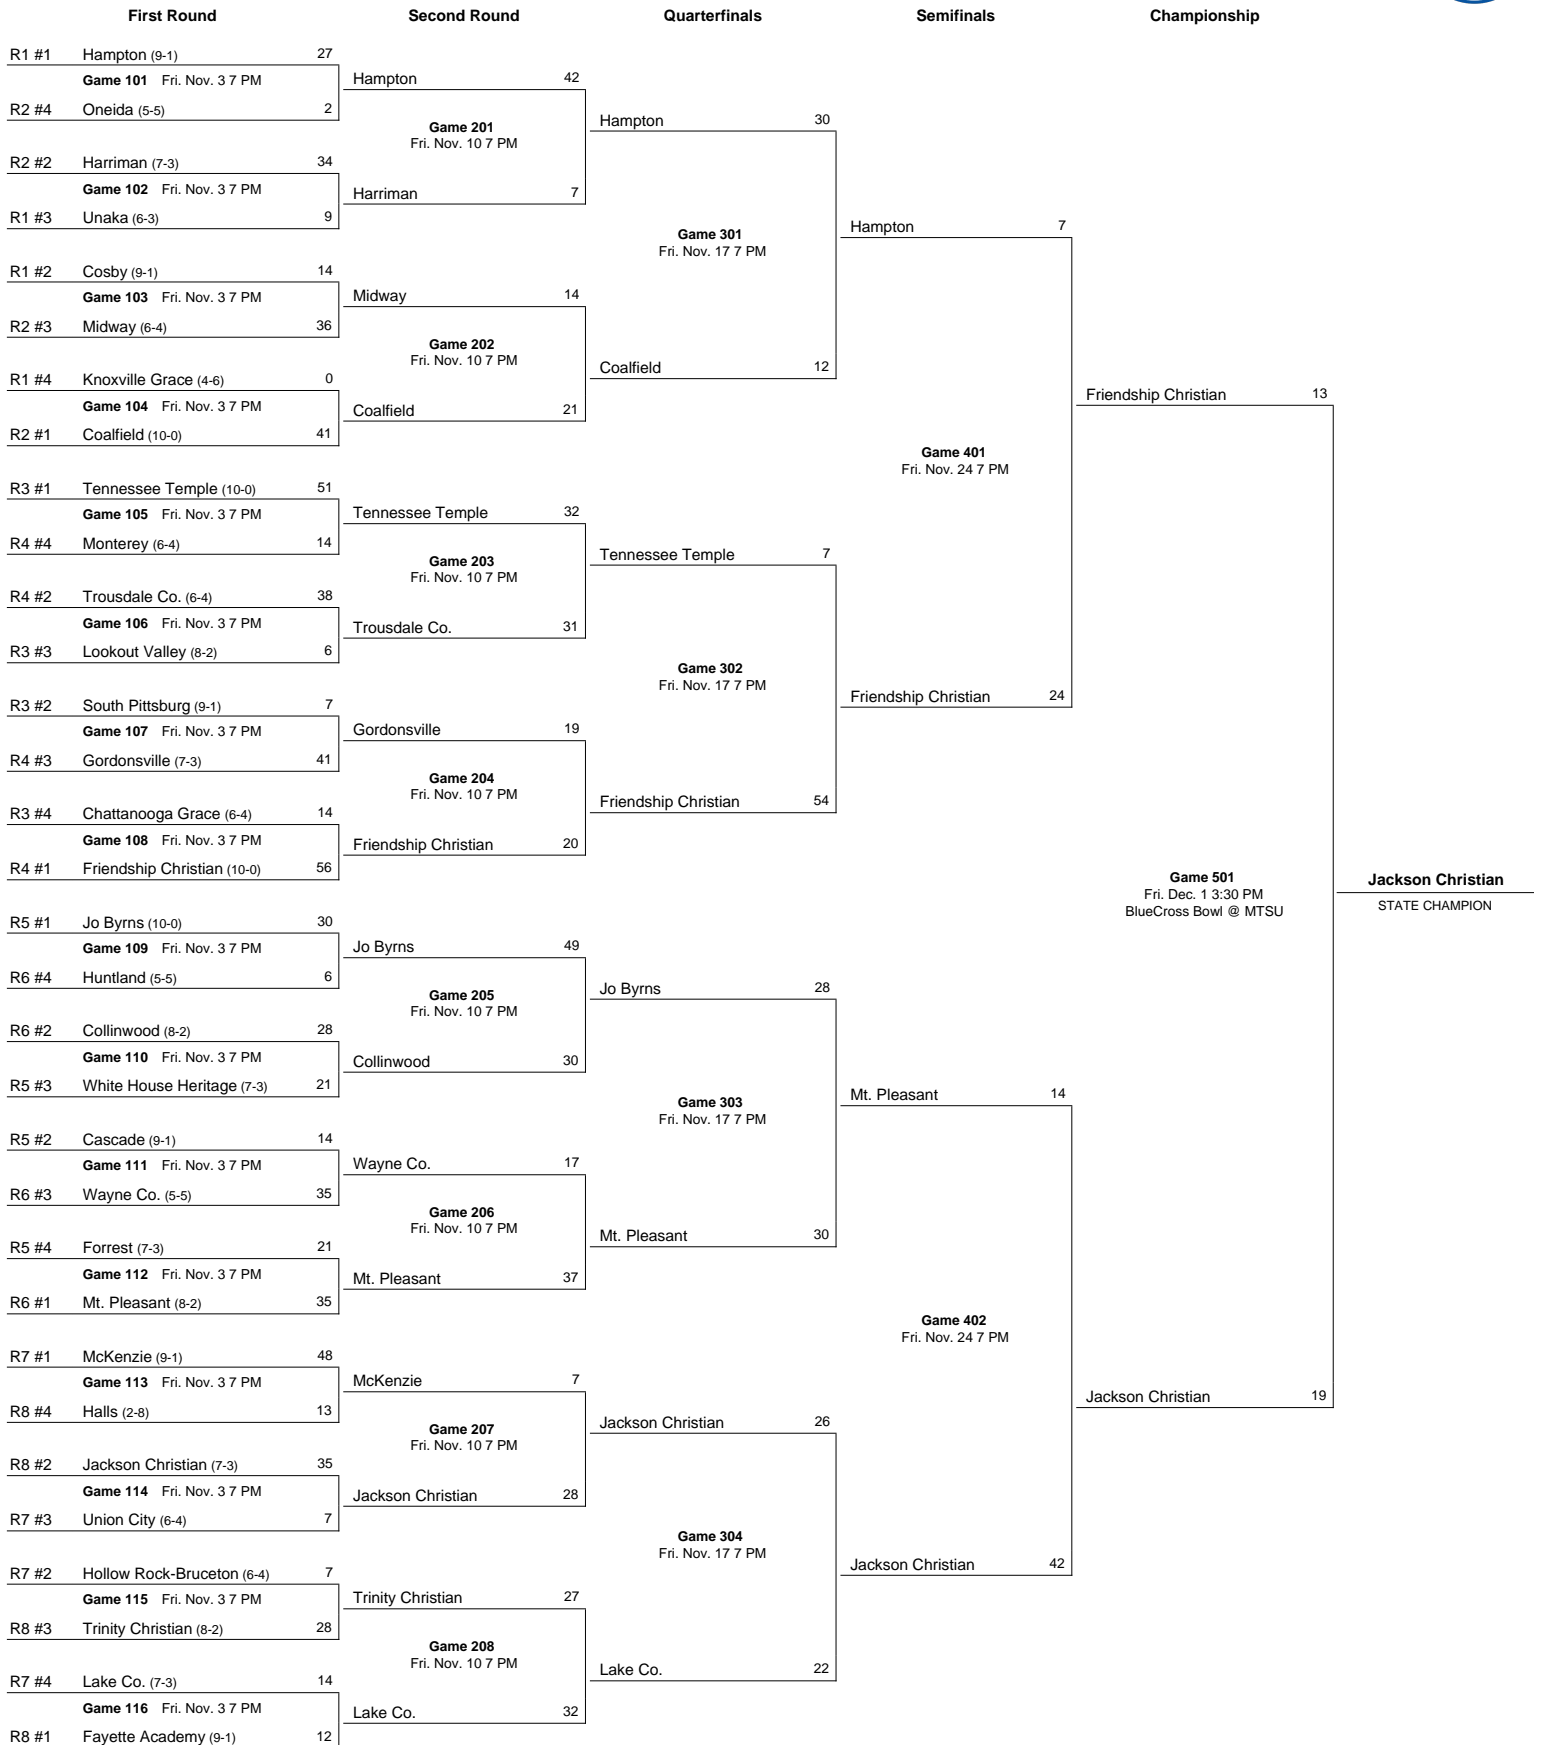 First Round
Second Round
Quarterfinals
Semifinals
Championship
R1 #1 Hampton (9-1) 27
Game 101 Fri. Nov. 3 7 PM
R2 #4 Oneida (5-5) 2
R2 #2 Harriman (7-3) 34
Game 102 Fri. Nov. 3 7 PM
R1 #3 Unaka (6-3) 9
R1 #2 Cosby (9-1) 14
Game 103 Fri. Nov. 3 7 PM
R2 #3 Midway (6-4) 36
R1 #4 Knoxville Grace (4-6) 0
Game 104 Fri. Nov. 3 7 PM
R2 #1 Coalfield (10-0) 41
R3 #1 Tennessee Temple (10-0) 51
Game 105 Fri. Nov. 3 7 PM
R4 #4 Monterey (6-4) 14
R4 #2 Trousdale Co. (6-4) 38
Game 106 Fri. Nov. 3 7 PM
R3 #3 Lookout Valley (8-2) 6
R3 #2 South Pittsburg (9-1) 7
Game 107 Fri. Nov. 3 7 PM
R4 #3 Gordonsville (7-3) 41
R3 #4 Chattanooga Grace (6-4) 14
Game 108 Fri. Nov. 3 7 PM
R4 #1 Friendship Christian (10-0) 56
R5 #1 Jo Byrns (10-0) 30
Game 109 Fri. Nov. 3 7 PM
R6 #4 Huntland (5-5) 6
R6 #2 Collinwood (8-2) 28
Game 110 Fri. Nov. 3 7 PM
R5 #3 White House Heritage (7-3) 21
R5 #2 Cascade (9-1) 14
Game 111 Fri. Nov. 3 7 PM
R6 #3 Wayne Co. (5-5) 35
R5 #4 Forrest (7-3) 21
Game 112 Fri. Nov. 3 7 PM
R6 #1 Mt. Pleasant (8-2) 35
R7 #1 McKenzie (9-1) 48
Game 113 Fri. Nov. 3 7 PM
R8 #4 Halls (2-8) 13
R8 #2 Jackson Christian (7-3) 35
Game 114 Fri. Nov. 3 7 PM
R7 #3 Union City (6-4) 7
R7 #2 Hollow Rock-Bruceton (6-4) 7
Game 115 Fri. Nov. 3 7 PM
R8 #3 Trinity Christian (8-2) 28
R7 #4 Lake Co. (7-3) 14
Game 116 Fri. Nov. 3 7 PM
R8 #1 Fayette Academy (9-1) 12
Hampton 42
Game 201
Fri. Nov. 10 7 PM
Harriman 7
Midway 14
Game 202
Fri. Nov. 10 7 PM
Coalfield 21
Tennessee Temple 32
Game 203
Fri. Nov. 10 7 PM
Trousdale Co. 31
Gordonsville 19
Game 204
Fri. Nov. 10 7 PM
Friendship Christian 20
Jo Byrns 49
Game 205
Fri. Nov. 10 7 PM
Collinwood 30
Wayne Co. 17
Game 206
Fri. Nov. 10 7 PM
Mt. Pleasant 37
McKenzie 7
Game 207
Fri. Nov. 10 7 PM
Jackson Christian 28
Trinity Christian 27
Game 208
Fri. Nov. 10 7 PM
Lake Co. 32
Hampton 30
Game 301
Fri. Nov. 17 7 PM
Coalfield 12
Tennessee Temple 7
Game 302
Fri. Nov. 17 7 PM
Friendship Christian 54
Jo Byrns 28
Game 303
Fri. Nov. 17 7 PM
Mt. Pleasant 30
Jackson Christian 26
Game 304
Fri. Nov. 17 7 PM
Lake Co. 22
Hampton 7
Game 401
Fri. Nov. 24 7 PM
Friendship Christian 24
Mt. Pleasant 14
Game 402
Fri. Nov. 24 7 PM
Jackson Christian 42
Friendship Christian 13
Game 501
Fri. Dec. 1 3:30 PM
BlueCross Bowl @ MTSU
Jackson Christian 19
Jackson Christian
STATE CHAMPION